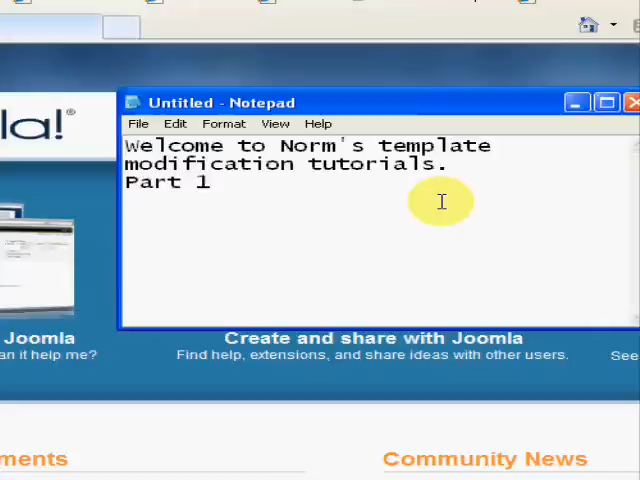 la!®
Untitled - Notepad
File Edit Format View Help
Welcome to Norm's template
modification tutorials.
Part 1
Joomla
an it help me?
Create and share with Joomla
Find help, extensions, and share ideas with other users.
See
ments
Community News